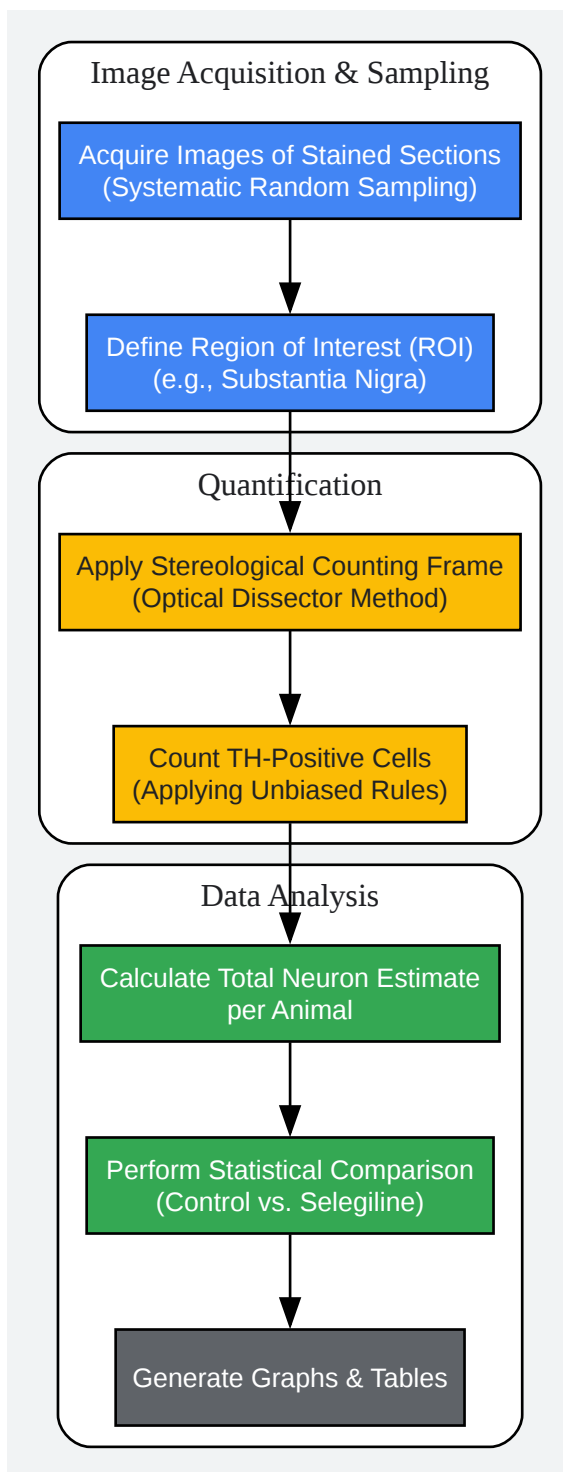 Image Acquisition & Sampling
Acquire Images of Stained Sections
(Systematic Random Sampling)
Define Region of Interest (ROI)
(e.g., Substantia Nigra)
Quantification
Apply Stereological Counting Frame
(Optical Dissector Method)
Count TH-Positive Cells
(Applying Unbiased Rules)
Data Analysis
Calculate Total Neuron Estimate
per Animal
Perform Statistical Comparison
(Control vs. Selegiline)
Generate Graphs & Tables